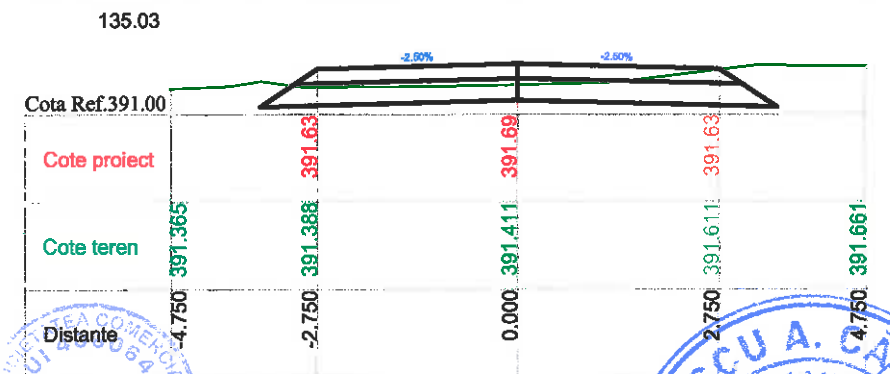 135.03
-2.50% -2.50%
Cota Ref.391.00
Cote proiect 391.63 391.69 391.63
Cote teren 391.365 391.388 391.411 391.611 391.661
Distante -4.750 -2.750 0.000 2.750 4.750